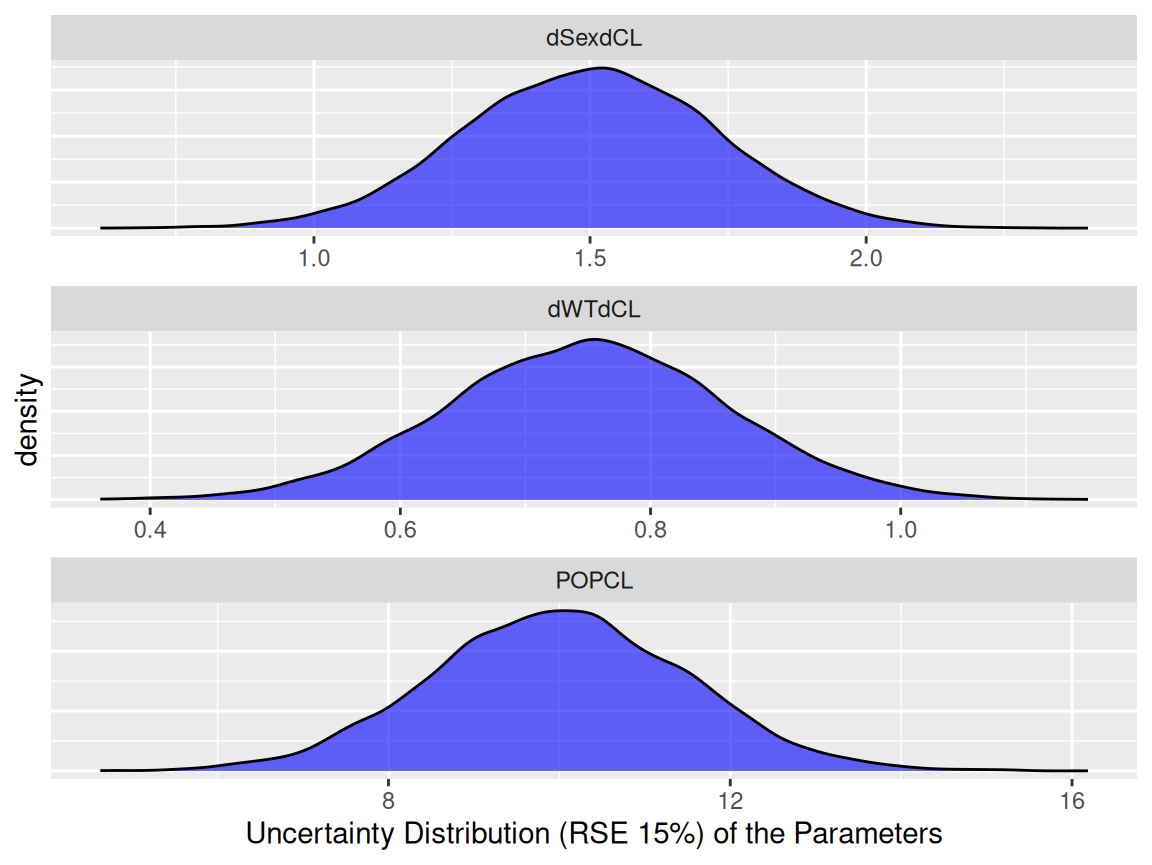 dSexdCL
1.0 1.5 2.0
dWTdCL
density
0.4 0.6 0.8 1.0
POPCL
8 12 16
Uncertainty Distribution (RSE 15%) of the Parameters